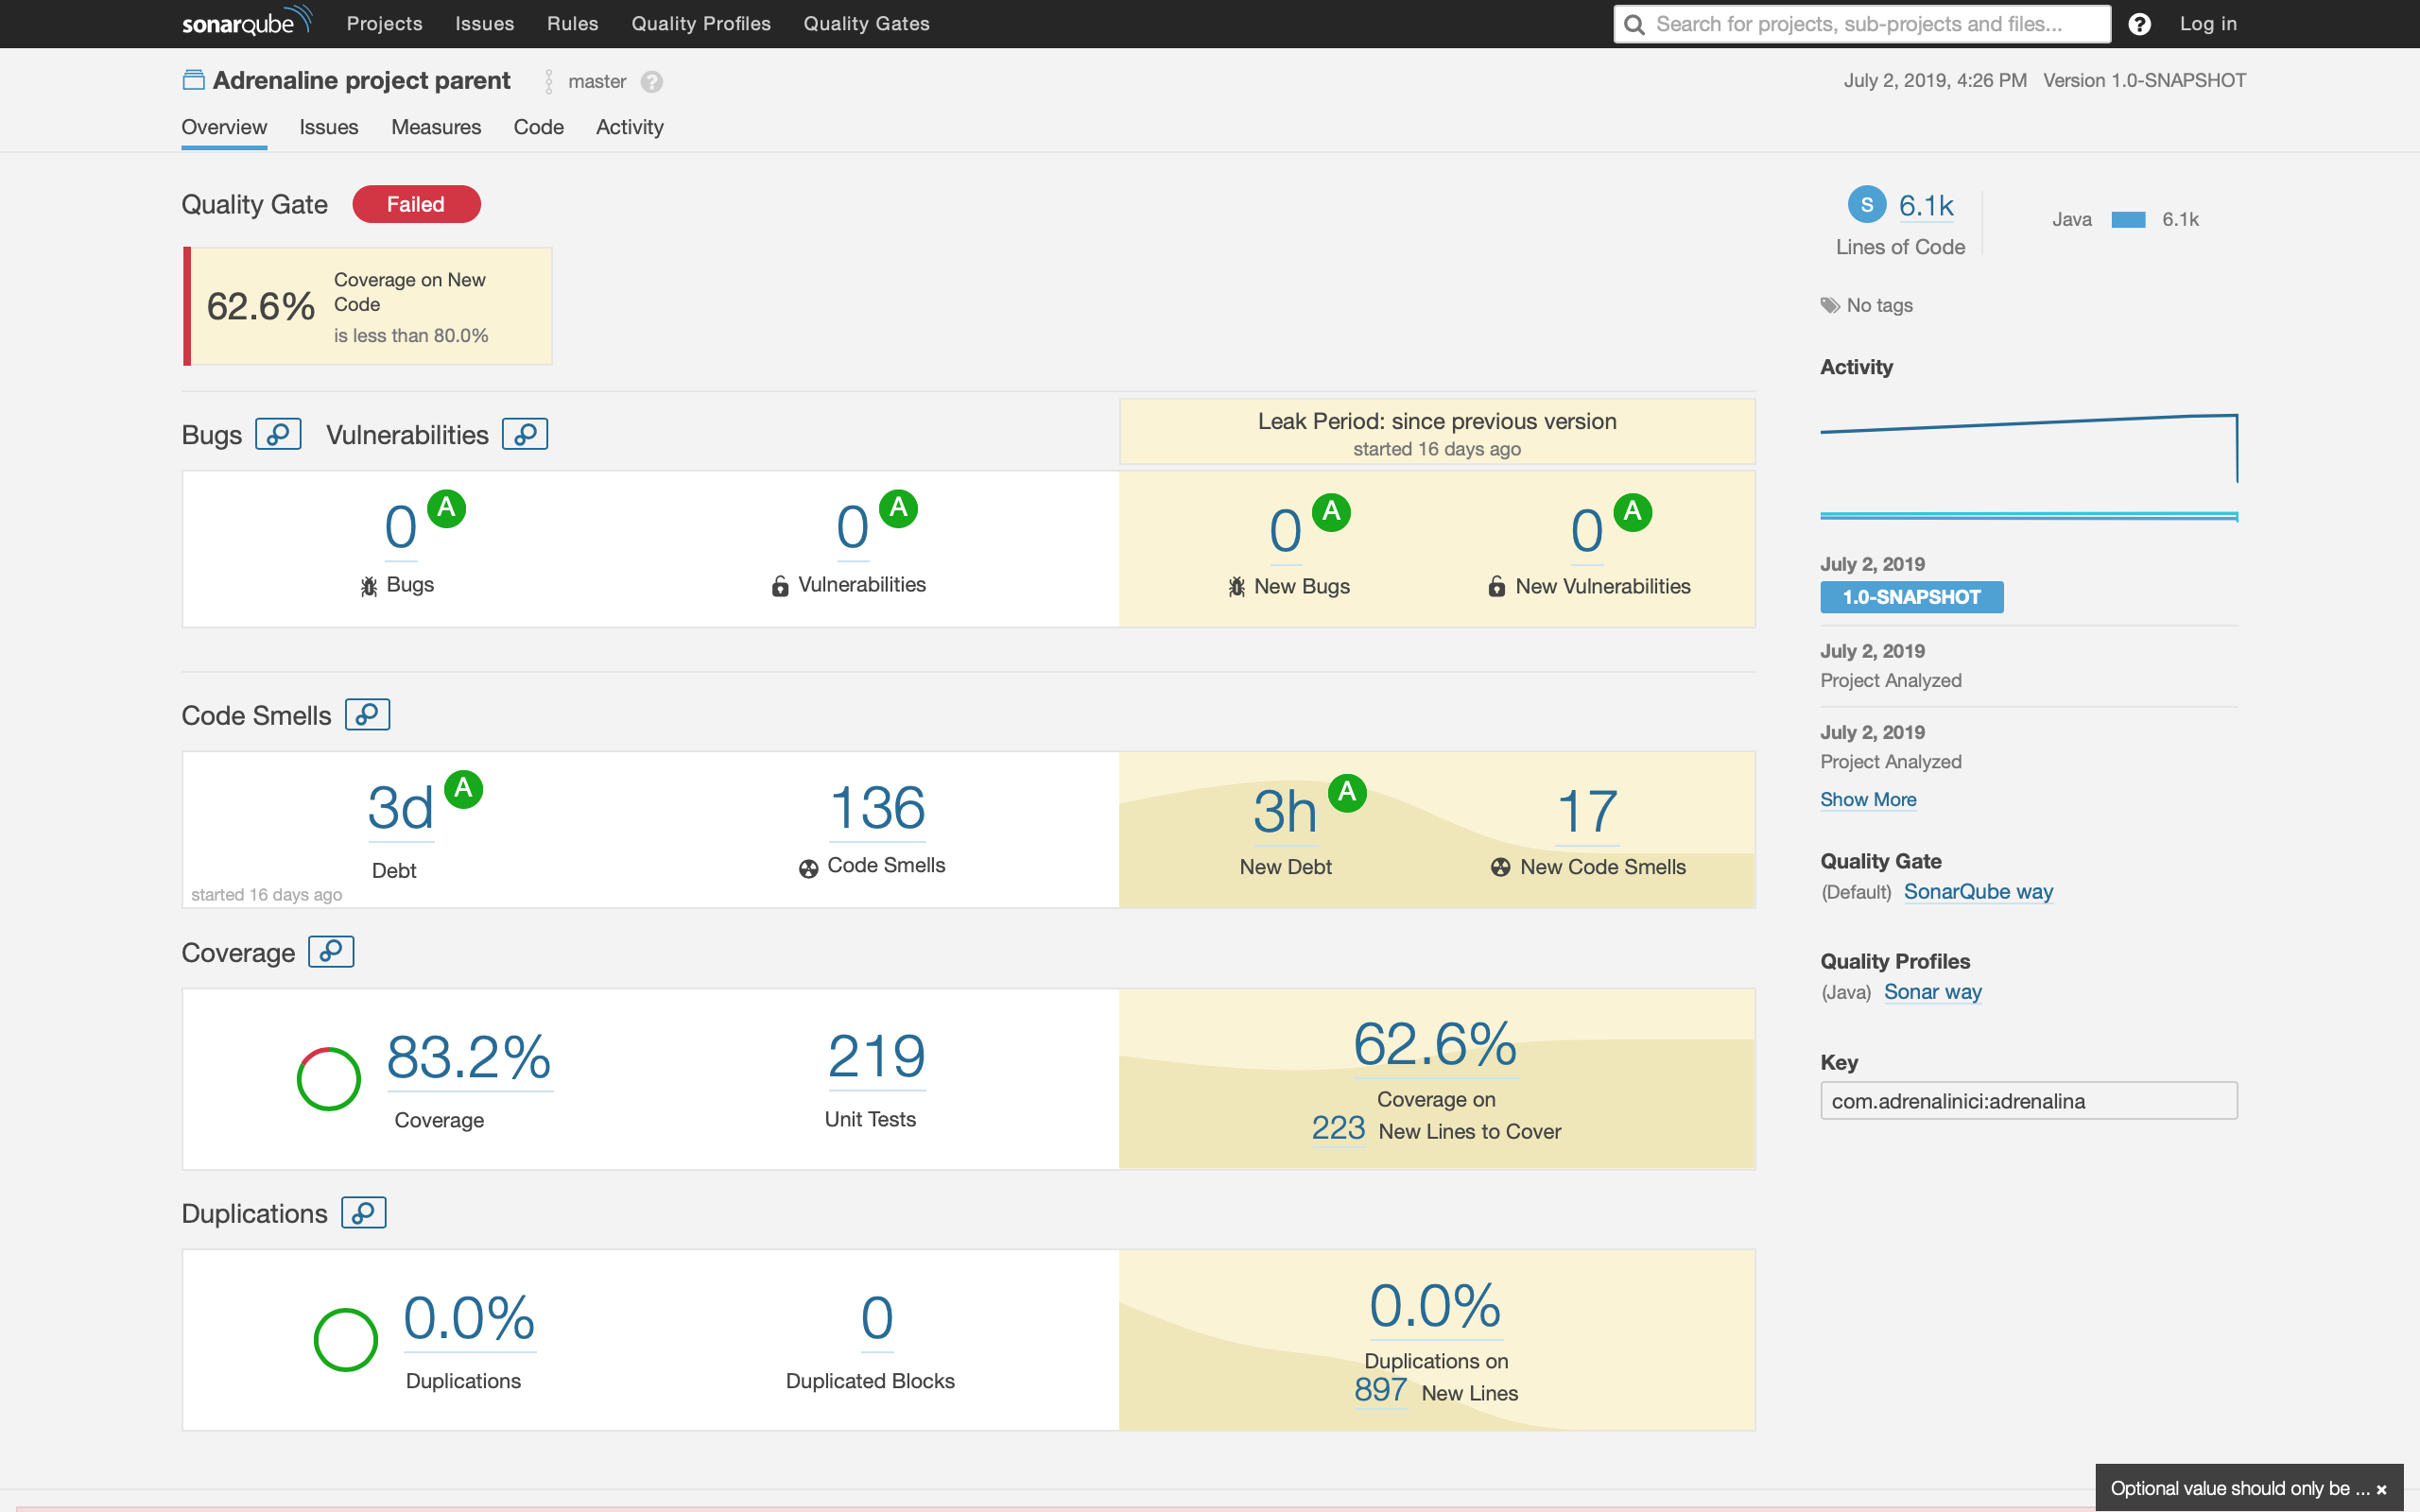 sonarqube Projects Issues Rules Quality Profiles Quality Gates Search for projects, sub-projects and files... ? Log in
Adrenaline project parent master ? July 2, 2019, 4:26 PM Version 1.0-SNAPSHOT
Overview Issues Measures Code Activity
Quality Gate Failed
62.6% Coverage on New
Code
is less than 80.0%
Bugs Vulnerabilities
Leak Period: since previous version
started 16 days ago
0 A
Bugs
0 A
Vulnerabilities
0 A
New Bugs
0 A
New Vulnerabilities
Code Smells
3d A
Debt
started 16 days ago
136
Code Smells
3h A
New Debt
17
New Code Smells
Coverage
83.2%
Coverage
219
Unit Tests
62.6%
Coverage on
223 New Lines to Cover
Duplications
0.0%
Duplications
0
Duplicated Blocks
0.0%
Duplications on
897 New Lines
S 6.1k
Lines of Code
Java 6.1k
No tags
Activity
July 2, 2019
1.0-SNAPSHOT
July 2, 2019
Project Analyzed
July 2, 2019
Project Analyzed
Show More
Quality Gate
(Default) SonarQube way
Quality Profiles
(Java) Sonar way
Key
com.adrenalinici:adrenalina
Optional value should only be ... ×